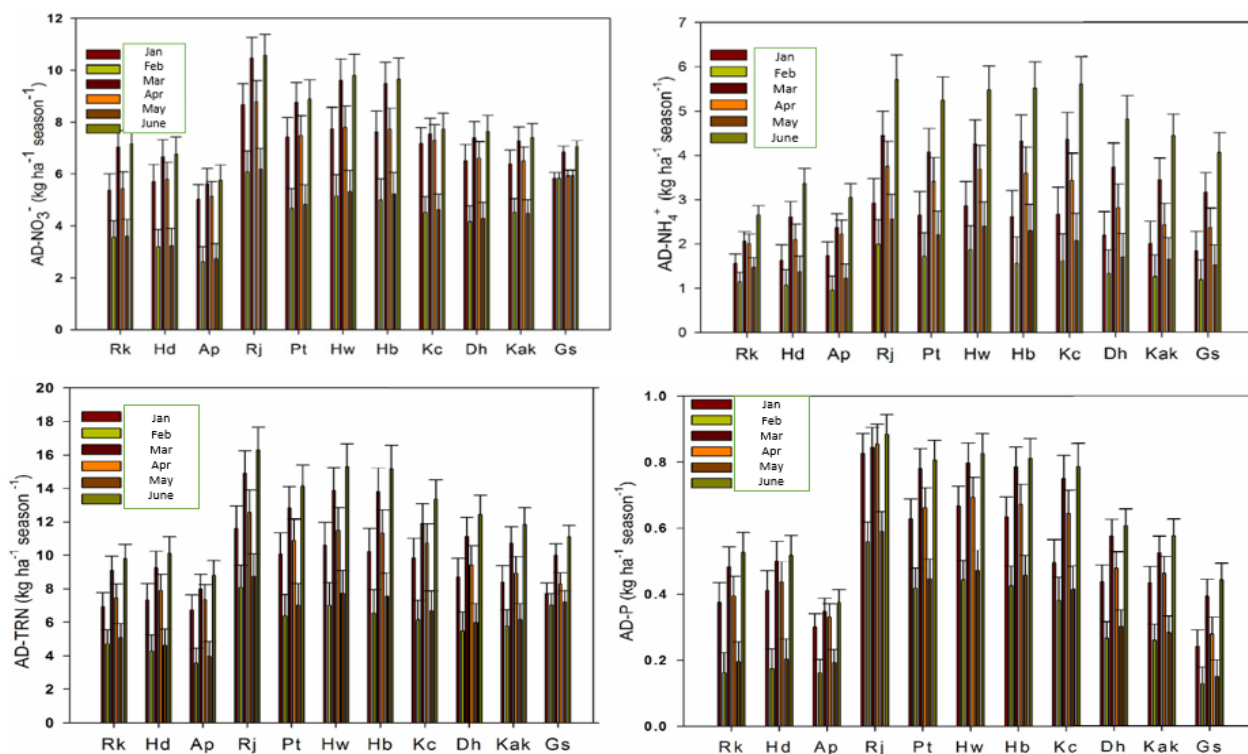 12
10
8
6
4
2
0
AD-NO₃⁻ (kg ha⁻¹ season⁻¹)
Jan
Feb
Mar
Apr
May
June
Rk Hd Ap Rj Pt Hw Hb Kc Dh Kak Gs
7
6
5
4
3
2
1
0
AD-NH₄⁺ (kg ha⁻¹ season⁻¹)
Jan
Feb
Mar
Apr
May
June
Rk Hd Ap Rj Pt Hw Hb Kc Dh Kak Gs
20
18
16
14
12
10
8
6
4
2
0
AD-TRN (kg ha⁻¹ season⁻¹)
Jan
Feb
Mar
Apr
May
June
Rk Hd Ap Rj Pt Hw Hb Kc Dh Kak Gs
1.0
0.8
0.6
0.4
0.2
0.0
AD-P (kg ha⁻¹ season⁻¹)
Jan
Feb
Mar
Apr
May
June
Rk Hd Ap Rj Pt Hw Hb Kc Dh Kak Gs